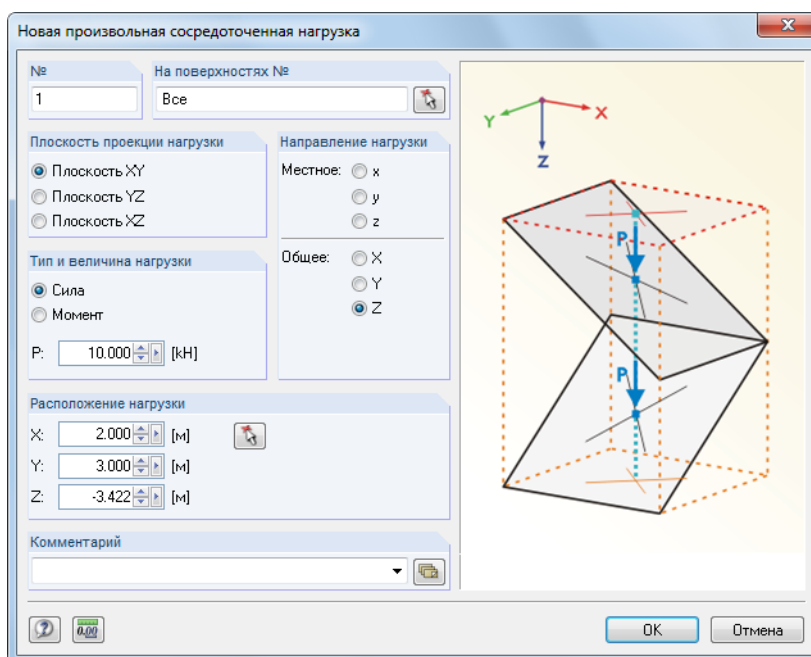 Новая произвольная сосредоточенная нагрузка
№
На поверхностях №
1
Все
Плоскость проекции нагрузки
Направление нагрузки
Плоскость XY
Плоскость YZ
Плоскость XZ
Местное:
x
y
z
Тип и величина нагрузки
Общее:
X
Y
Z
Сила
Момент
P: 10.000 [kH]
Расположение нагрузки
X: 2.000 [м]
Y: 3.000 [м]
Z: -3.422 [м]
Комментарий
0.00
OK
Отмена
Y
X
Z
P
P